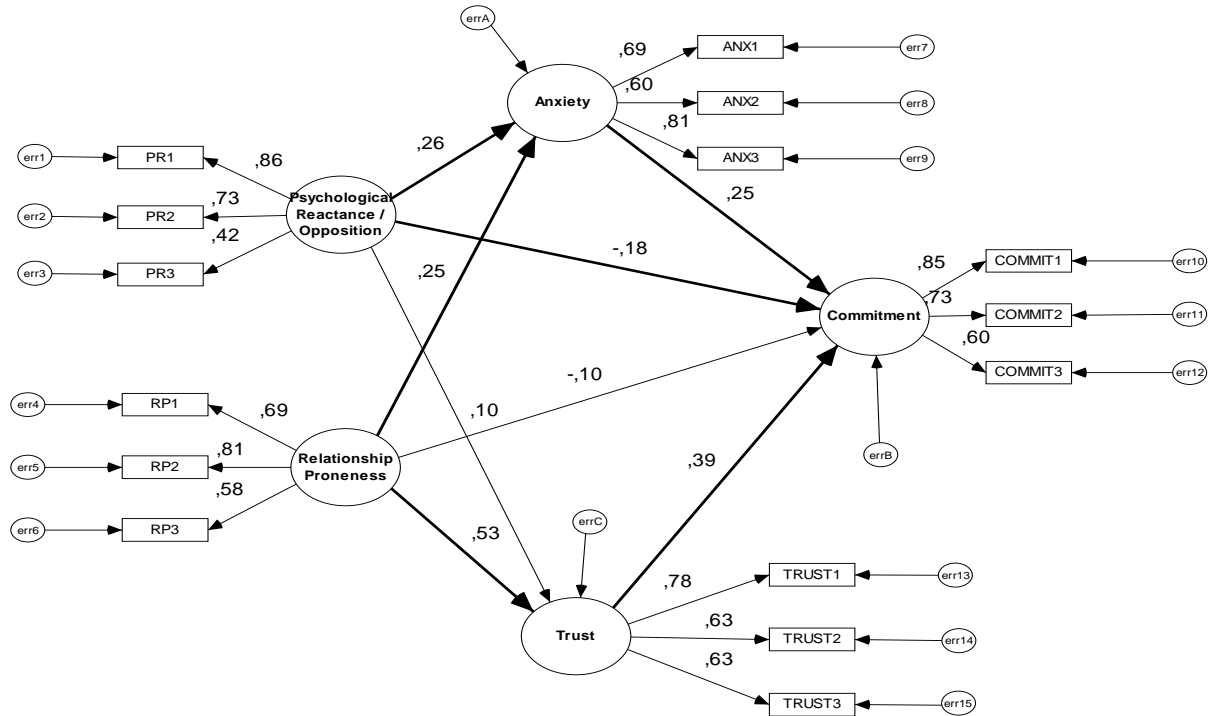 errA
,69
ANX1
err7
,60
Anxiety
ANX2
err8
,81
ANX3
err9
,26
err1
PR1
,86
,25
Psychological
Reactance /
Opposition
err2
PR2
,73
,42
-,18
err3
PR3
,25
,85
COMMIT1
err10
,73
Commitment
COMMIT2
err11
,60
COMMIT3
err12
-,10
err4
RP1
,69
,10
err5
RP2
,81
Relationship
Proneness
,39
errB
,58
err6
RP3
,53
errC
,78
TRUST1
err13
Trust
,63
TRUST2
err14
,63
TRUST3
err15